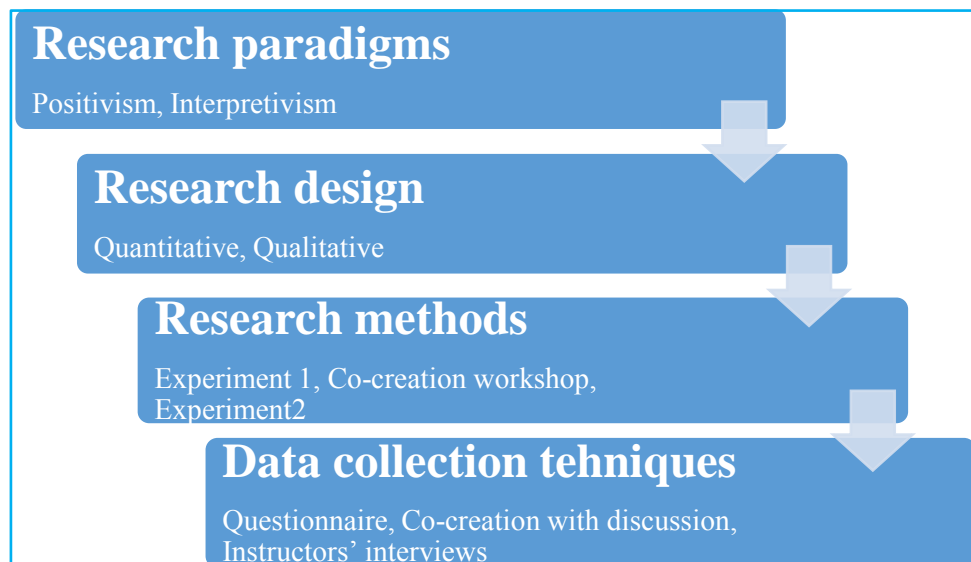 Research paradigms
Positivism, Interpretivism
Research design
Quantitative, Qualitative
Research methods
Experiment 1, Co-creation workshop,
Experiment2
Data collection tehniques
Questionnaire, Co-creation with discussion,
Instructors’ interviews